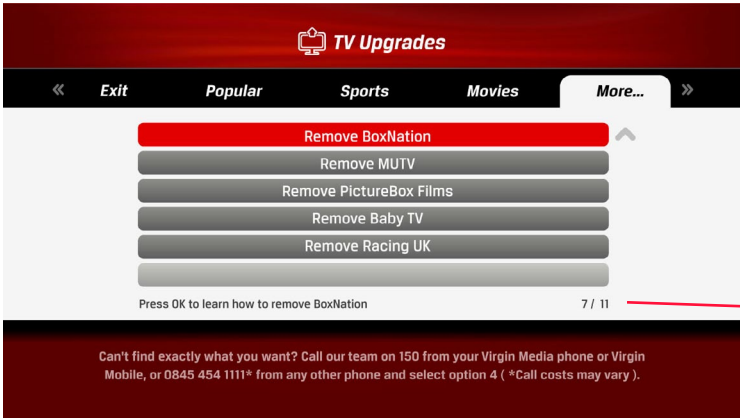 TV Upgrades
Exit Popular Sports Movies More...
Remove BoxNation
Remove MUTV
Remove PictureBox Films
Remove Baby TV
Remove Racing UK
Press OK to learn how to remove BoxNation 7 / 11
Can't find exactly what you want? Call our team on 150 from your Virgin Media phone or Virgin
Mobile, or 0845 454 1111* from any other phone and select option 4 ( *Call costs may vary ).